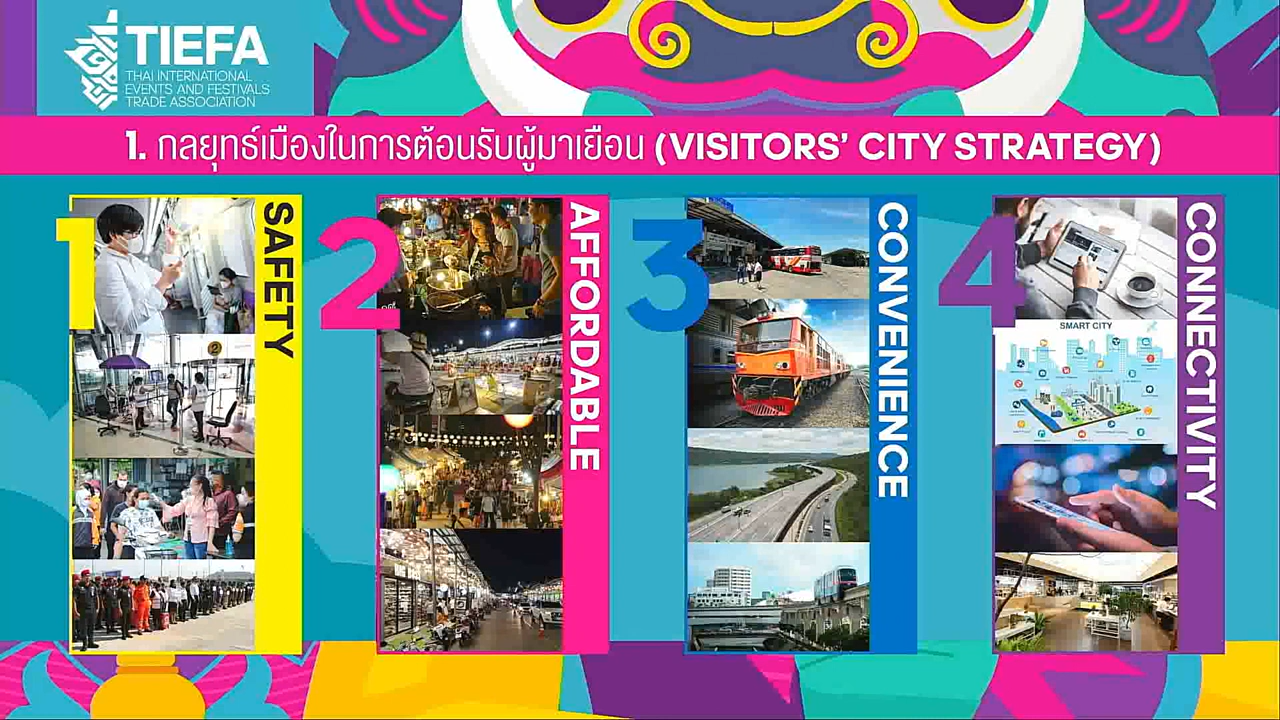 TIEFA
THAI INTERNATIONAL
EVENTS AND FESTIVALS
TRADE ASSOCIATION
1. กลยุทธ์เมืองในการต้อนรับผู้มาเยือน (VISITORS' CITY STRATEGY)
1
SAFETY
2
2
AFFORDABLE
3
CONVENIENCE
4
CONNECTIVITY
SMART CITY